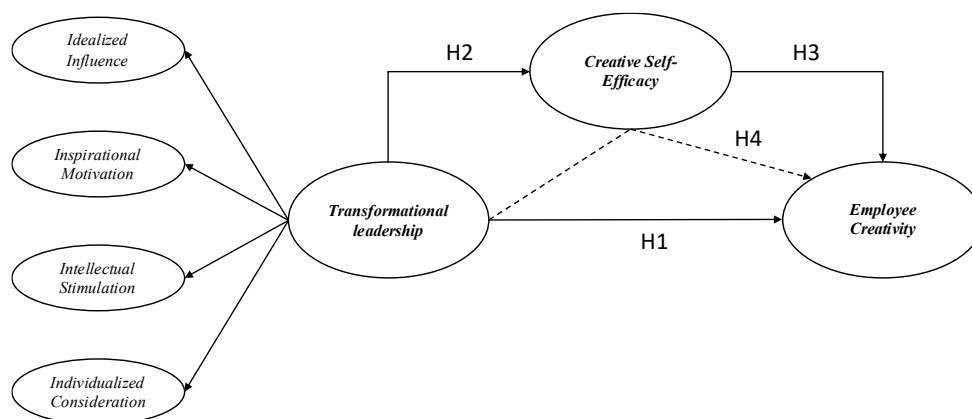 Idealized
Influence
Inspirational
Motivation
Intellectual
Stimulation
Individualized
Consideration
Transformational
leadership
H2
Creative Self-
Efficacy
H3
H4
H1
Employee
Creativity